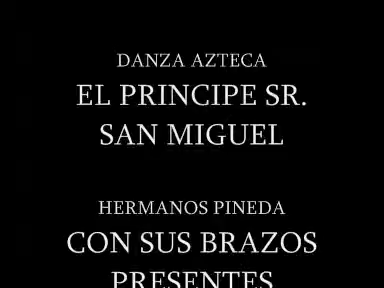 DANZA AZTECA
EL PRINCIPE SR.
SAN MIGUEL
HERMANOS PINEDA
CON SUS BRAZOS
PRESENTES